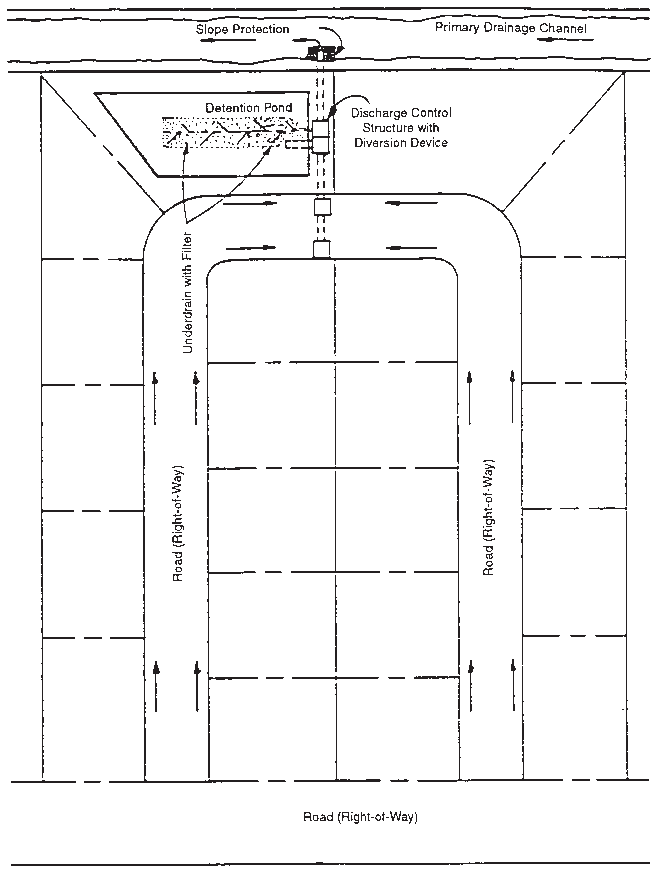 Slope Protection
Primary Drainage Channel
Detention Pond
Discharge Control
Structure with
Diversion Device
Underdrain with Filter
Road (Right-of-Way)
Road (Right-of-Way)
Road (Right-of-Way)